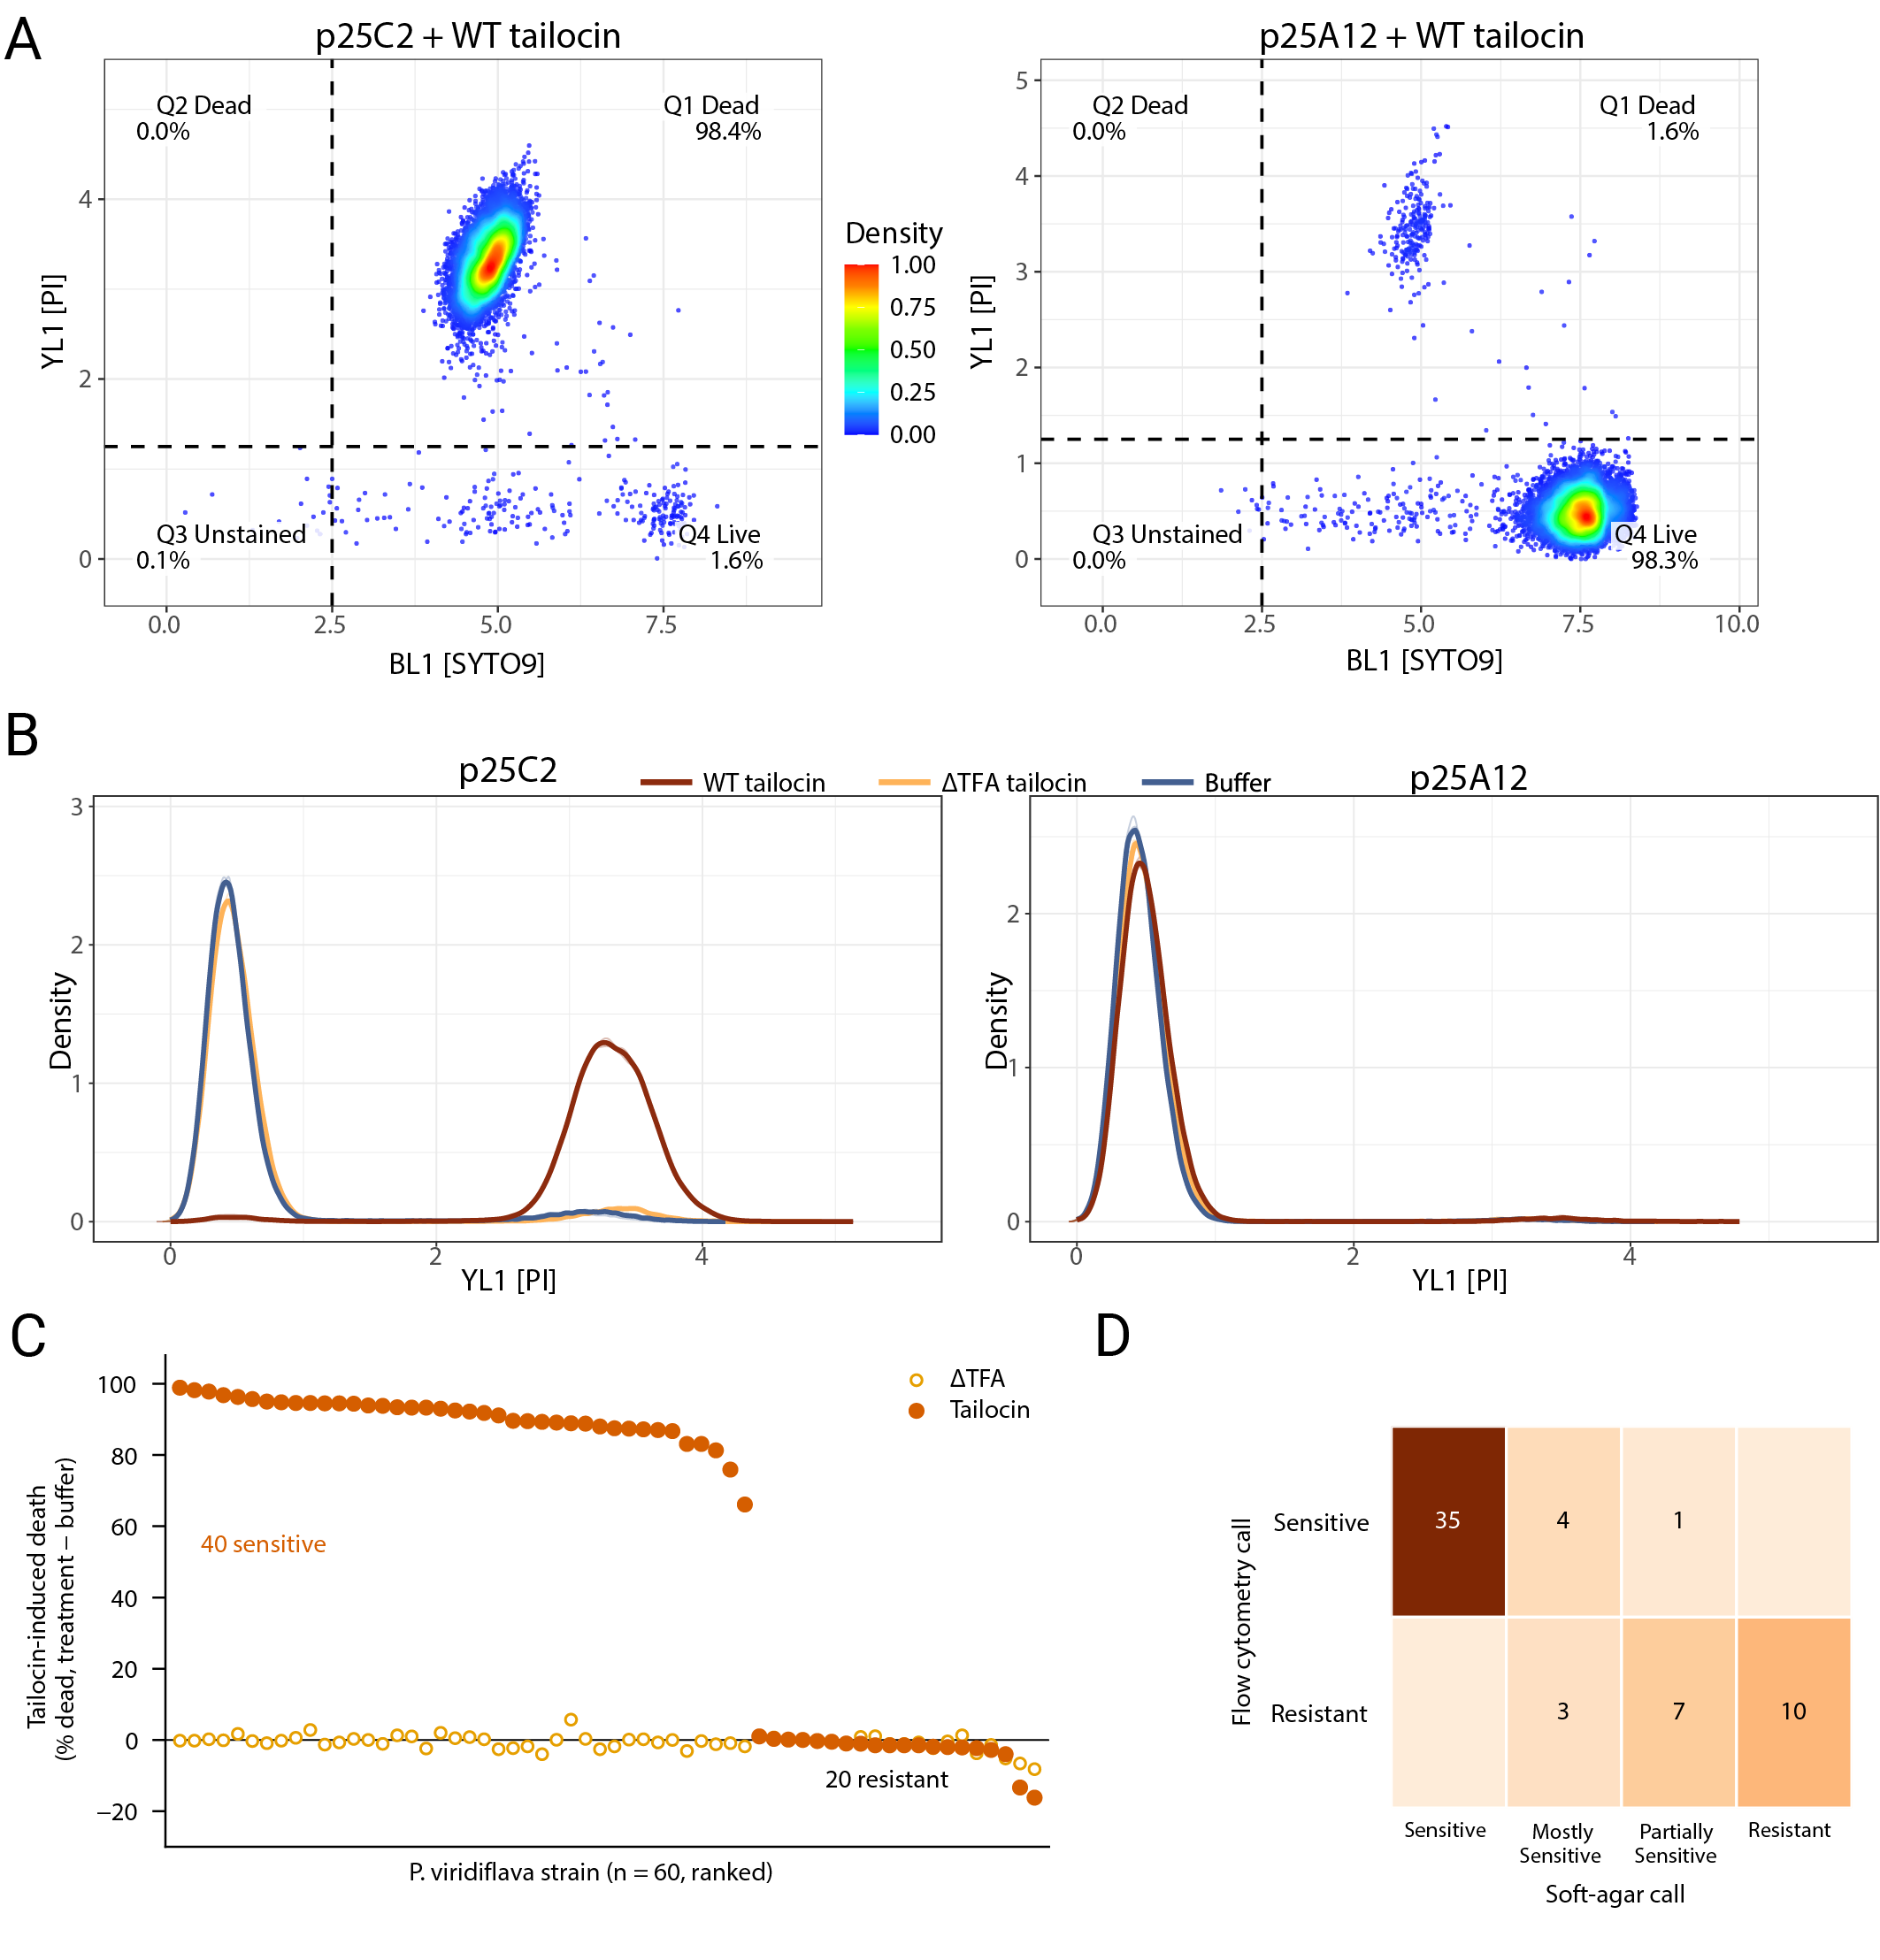 A
p25C2 + WT tailocin
Q2 Dead
0.0%
Q1 Dead
98.4%
Q3 Unstained
0.1%
Q4 Live
1.6%
4
2
0
0.0
2.5
5.0
7.5
YL1 [PI]
BL1 [SYTO9]
Density
1.00
0.75
0.50
0.25
0.00
p25A12 + WT tailocin
Q2 Dead
0.0%
Q1 Dead
1.6%
Q3 Unstained
0.0%
Q4 Live
98.3%
5
4
3
2
1
0
0.0
2.5
5.0
7.5
10.0
YL1 [PI]
BL1 [SYTO9]
B
p25C2
WT tailocin
ΔTFA tailocin
Buffer
p25A12
3
2
1
0
Density
0
2
4
YL1 [PI]
2
1
0
Density
0
2
4
YL1 [PI]
C
100
80
60
40
20
0
−20
Tailocin-induced death
(% dead, treatment – buffer)
ΔTFA
Tailocin
40 sensitive
20 resistant
P. viridiflava strain (n = 60, ranked)
D
Flow cytometry call
Sensitive
35
4
1
Resistant
3
7
10
Sensitive
Mostly
Sensitive
Partially
Sensitive
Resistant
Soft-agar call